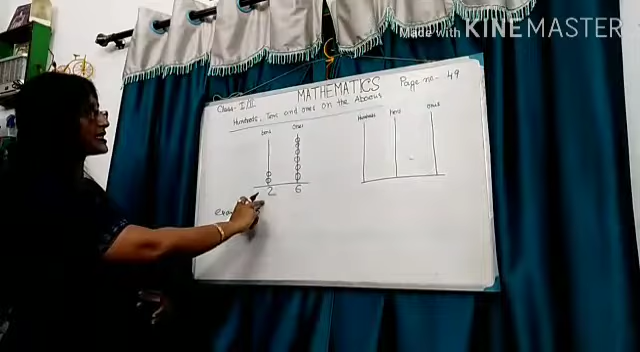 Made with KINEMASTER
Class- I/III
MATHEMATICS
Page no- 49
Hundreds, Tens and ones on the Abacus
tens ones
Hundreds tens ones
2 6